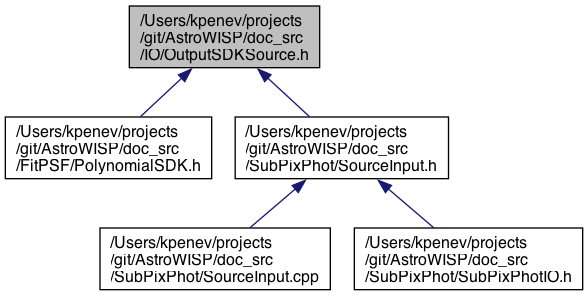 /Users/kpenev/projects
/git/AstroWISP/doc_src
/IO/OutputSDKSource.h
/Users/kpenev/projects
/git/AstroWISP/doc_src
/FitPSF/PolynomialSDK.h
/Users/kpenev/projects
/git/AstroWISP/doc_src
/SubPixPhot/SourceInput.h
/Users/kpenev/projects
/git/AstroWISP/doc_src
/SubPixPhot/SourceInput.cpp
/Users/kpenev/projects
/git/AstroWISP/doc_src
/SubPixPhot/SubPixPhotIO.h